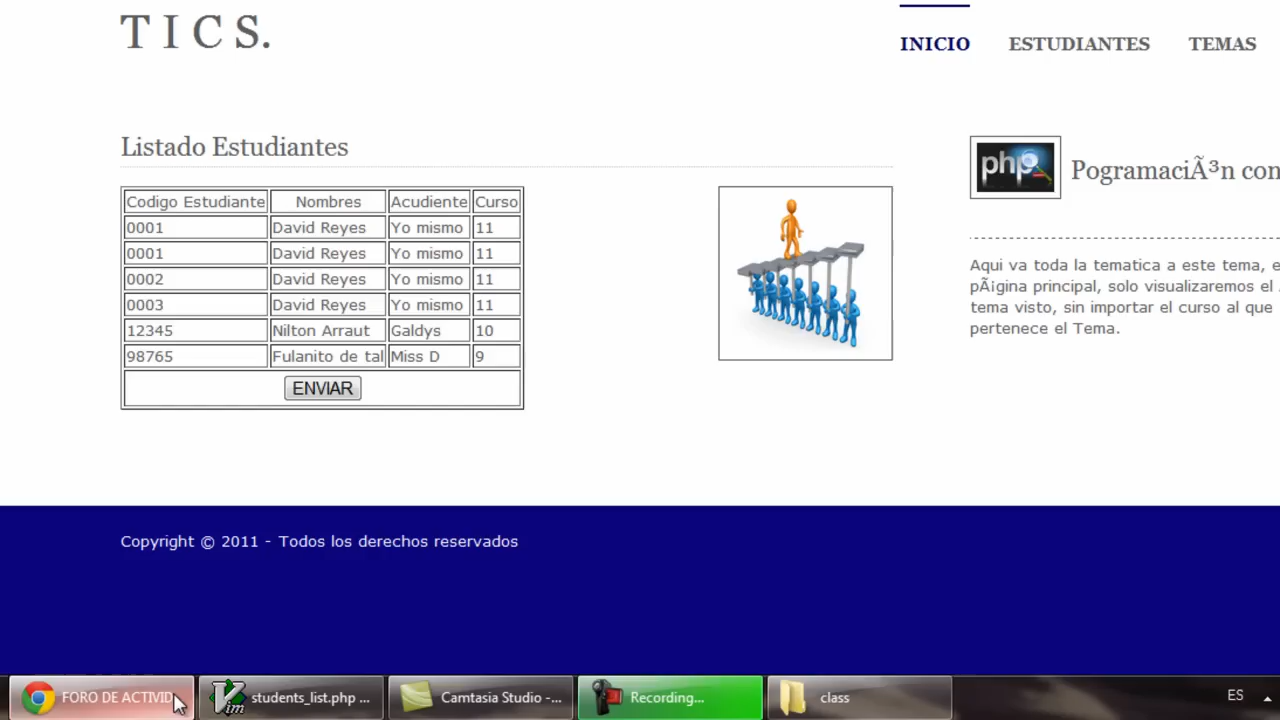 T I C S.
INICIO ESTUDIANTES TEMAS
Listado Estudiantes
php
PogramaciÃ³n con
Codigo Estudiante Nombres Acudiente Curso
0001 David Reyes Yo mismo 11
0001 David Reyes Yo mismo 11
0002 David Reyes Yo mismo 11
0003 David Reyes Yo mismo 11
12345 Nilton Arraut Galdys 10
98765 Fulanito de tal Miss D 9
ENVIAR
Aqui va toda la tematica a este tema, e
pÃ¡gina principal, solo visualizaremos el
tema visto, sin importar el curso al que
pertenece el Tema.
Copyright © 2011 - Todos los derechos reservados
FORO DE ACTIVID students_list.php ... Camtasia Studio -... Recording... class ES